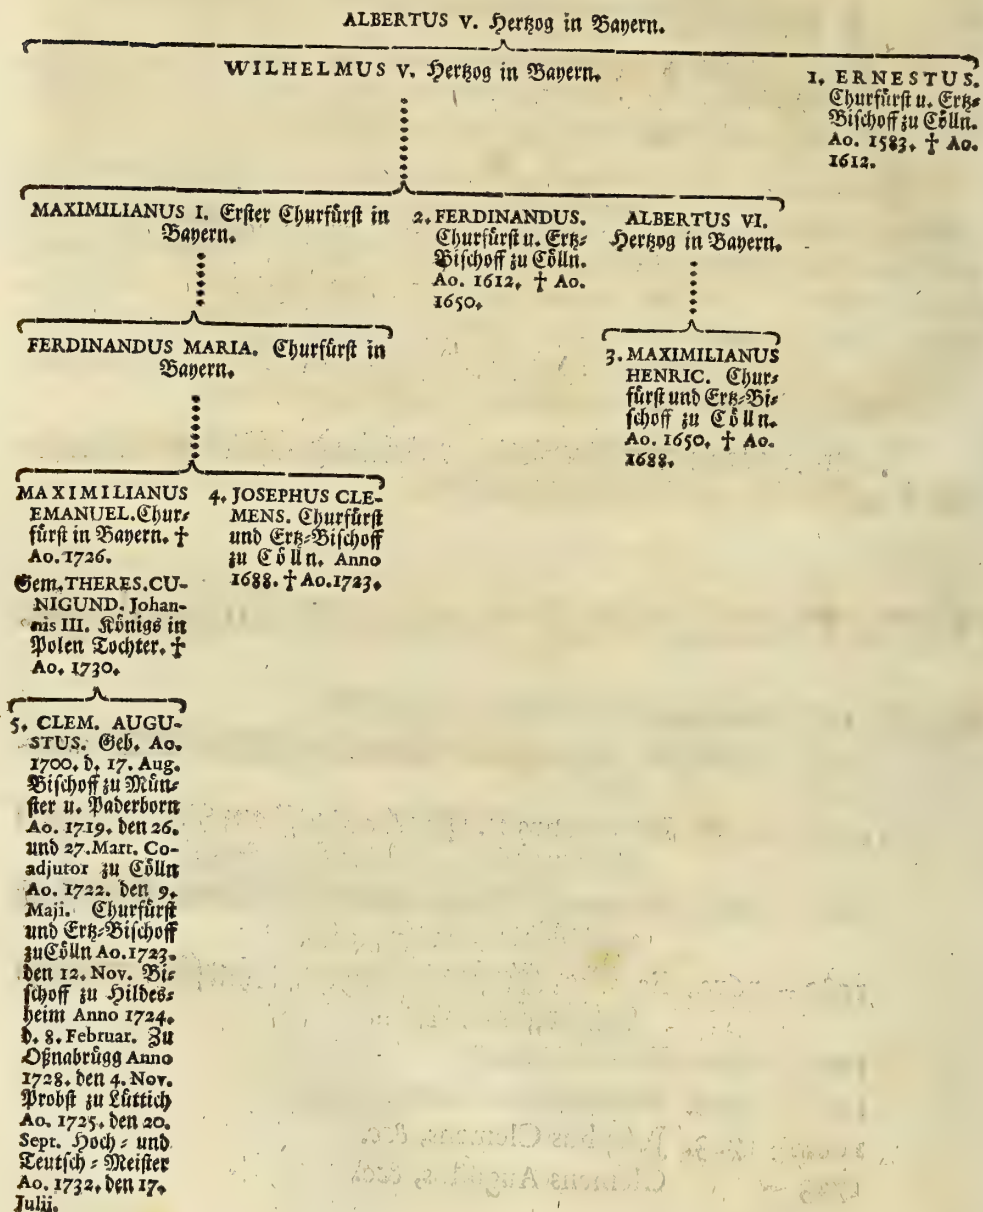 ALBERTUS V. Hertzog in Bayern.
WILHELMUS V. Hertzog in Bayern.
1. ERNESTUS.
Churfürst u. Ertz-
Bischoff zu Cölln.
Ao. 1583. † Ao.
1612.
MAXIMILIANUS I. Erster Churfürst in
Bayern.
2. FERDINANDUS.
Churfürst u. Ertz-
Bischoff zu Cölln.
Ao. 1612. † Ao.
1650.
ALBERTUS VI.
Hertzog in Bayern.
FERDINANDUS MARIA. Churfürst in
Bayern.
3. MAXIMILIANUS
HENRIC. Chur-
fürst und Ertz-Bi-
schoff zu Cölln.
Ao. 1650. † Ao.
1688.
MAXIMILIANUS
EMANUEL. Chur-
fürst in Bayern. †
Ao. 1726.
Gem. THERES. CU-
NIGUND. Johan-
nis III. Königs in
Polen Tochter. †
Ao. 1730.
4. JOSEPHUS CLE-
MENS. Churfürst
und Ertz-Bischoff
zu Cölln. Anno
1688. † Ao. 1723.
5. CLEM. AUGU-
STUS. Geb. Ao.
1700. d. 17. Aug.
Bischoff zu Mün-
ster u. Paderborn
Ao. 1719. den 26.
und 27. Mart. Co-
adjutor zu Cölln
Ao. 1722. den 9.
Maji. Churfürst
und Ertz-Bischoff
zu Cölln Ao. 1723.
den 12. Nov. Bi-
schoff zu Hildes-
heim Anno 1724.
d. 8. Februar. Zu
Oßnabrügg Anno
1728. den 4. Nov.
Probst zu Lüttich
Ao. 1725. den 20.
Sept. Hoch- und
Teutsch-Meister
Ao. 1732. den 17.
Julii.